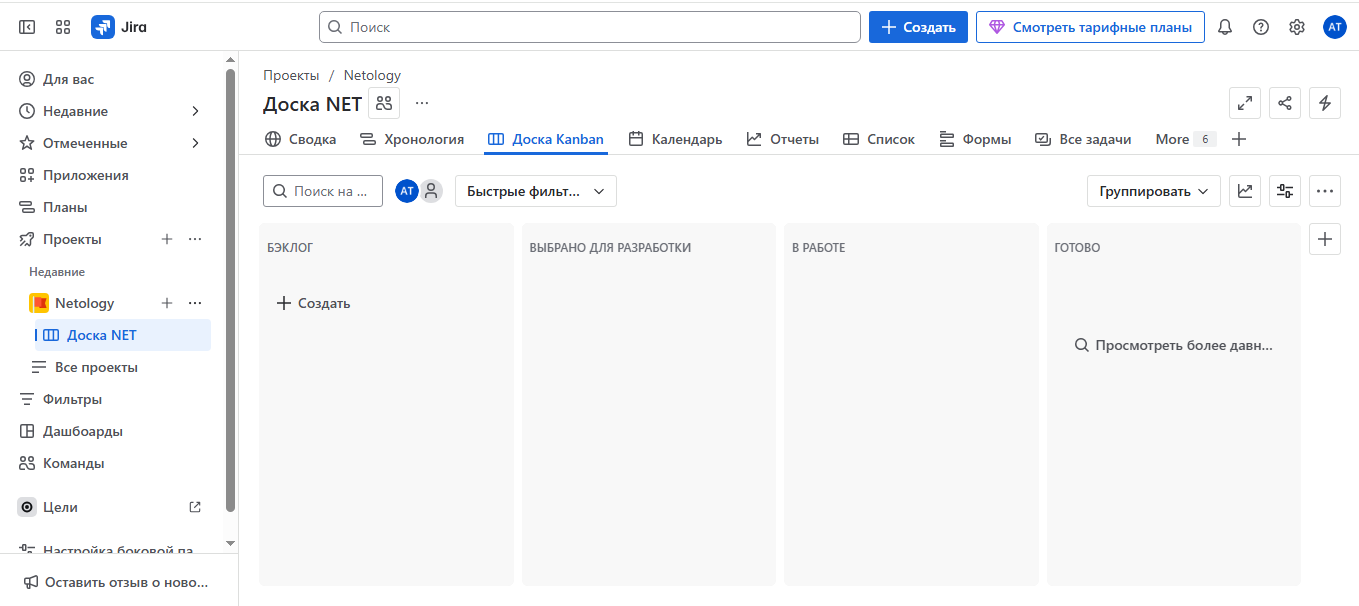 Jira
Поиск
Создать
Смотреть тарифные планы
AT
Для вас
Недавние
Отмеченные
Приложения
Планы
Проекты
Недавние
Netology
Доска NET
Все проекты
Фильтры
Дашбоарды
Команды
Цели
Настройка боковой па
Оставить отзыв о ново...
Проекты / Netology
Доска NET
Сводка
Хронология
Доска Kanban
Календарь
Отчеты
Список
Формы
Все задачи
More 6
Поиск на ...
AT
Быстрые фильт...
Группировать
БЭКЛОГ
Создать
ВЫБРАНО ДЛЯ РАЗРАБОТКИ
В РАБОТЕ
ГОТОВО
Просмотреть более давн...